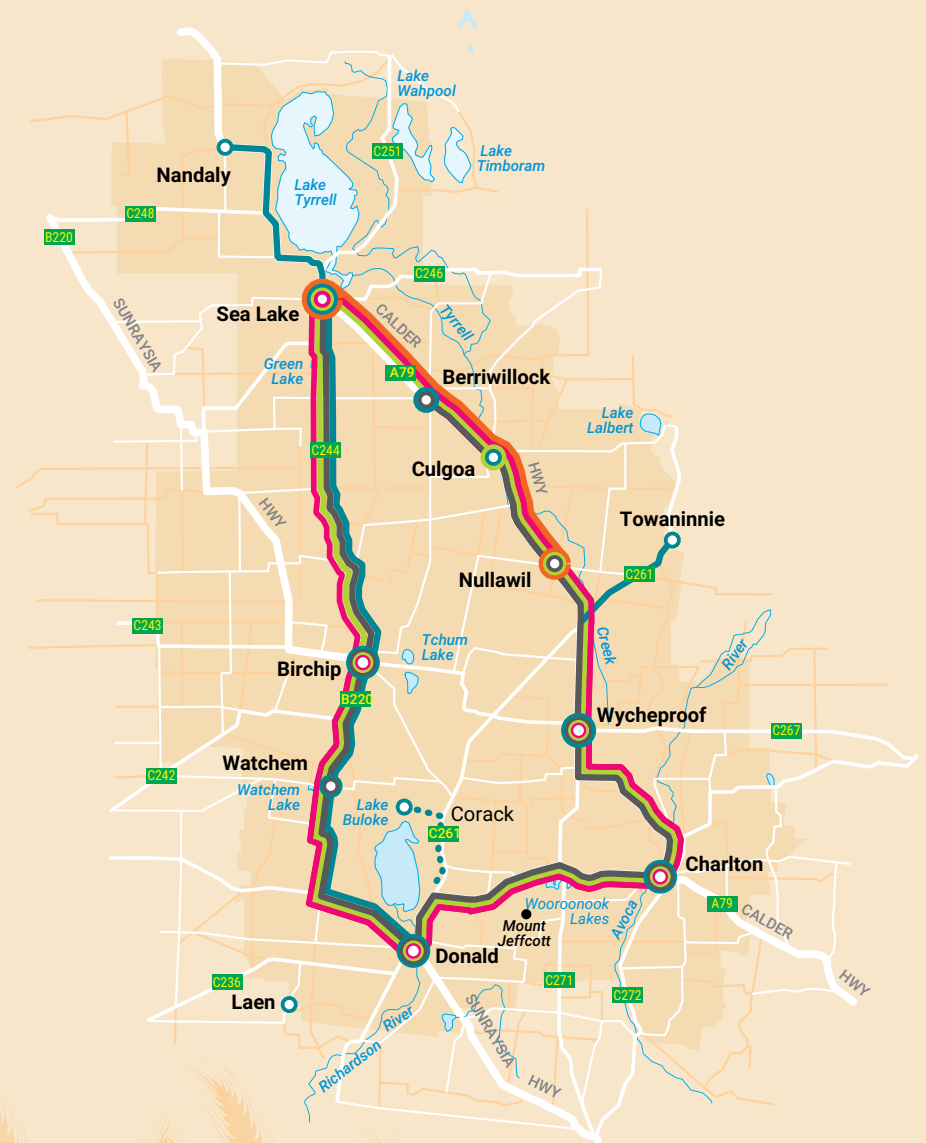 Lake
Wahpool
C251
Lake
Timboram
Nandaly
Lake
Tyrrell
C248
B220
C246
Sea Lake
SUNRAYSIA
CALDER
Tyrrell
Green
Lake
A79
Berriwillock
Lake
Lalbert
C244
Culgoa
HWY
HWY
Towaninnie
Nullawil
C261
C243
Tchum
Lake
Creek
River
Birchip
B220
Wycheproof
C267
Watchem
C242
Watchem
Lake
Lake
Buloke
Corack
C261
Charlton
Wooroonook
Lakes
A79
Avoca
CALDER
Mount
Jeffcott
Donald
HWY
C236
C271
C272
Laen
SUNRAYSIA
River
Richardson
HWY